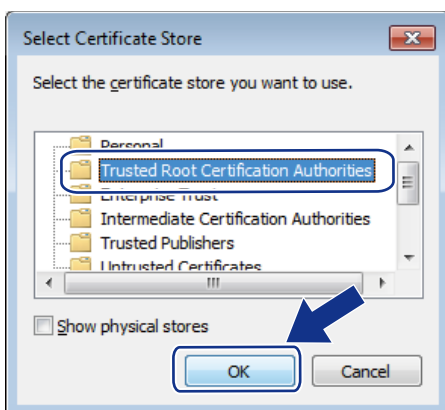 Select Certificate Store
Select the certificate store you want to use.
Personal
Trusted Root Certification Authorities
Enterprise Trust
Intermediate Certification Authorities
Trusted Publishers
Untrusted Certificates
Show physical stores
OK Cancel